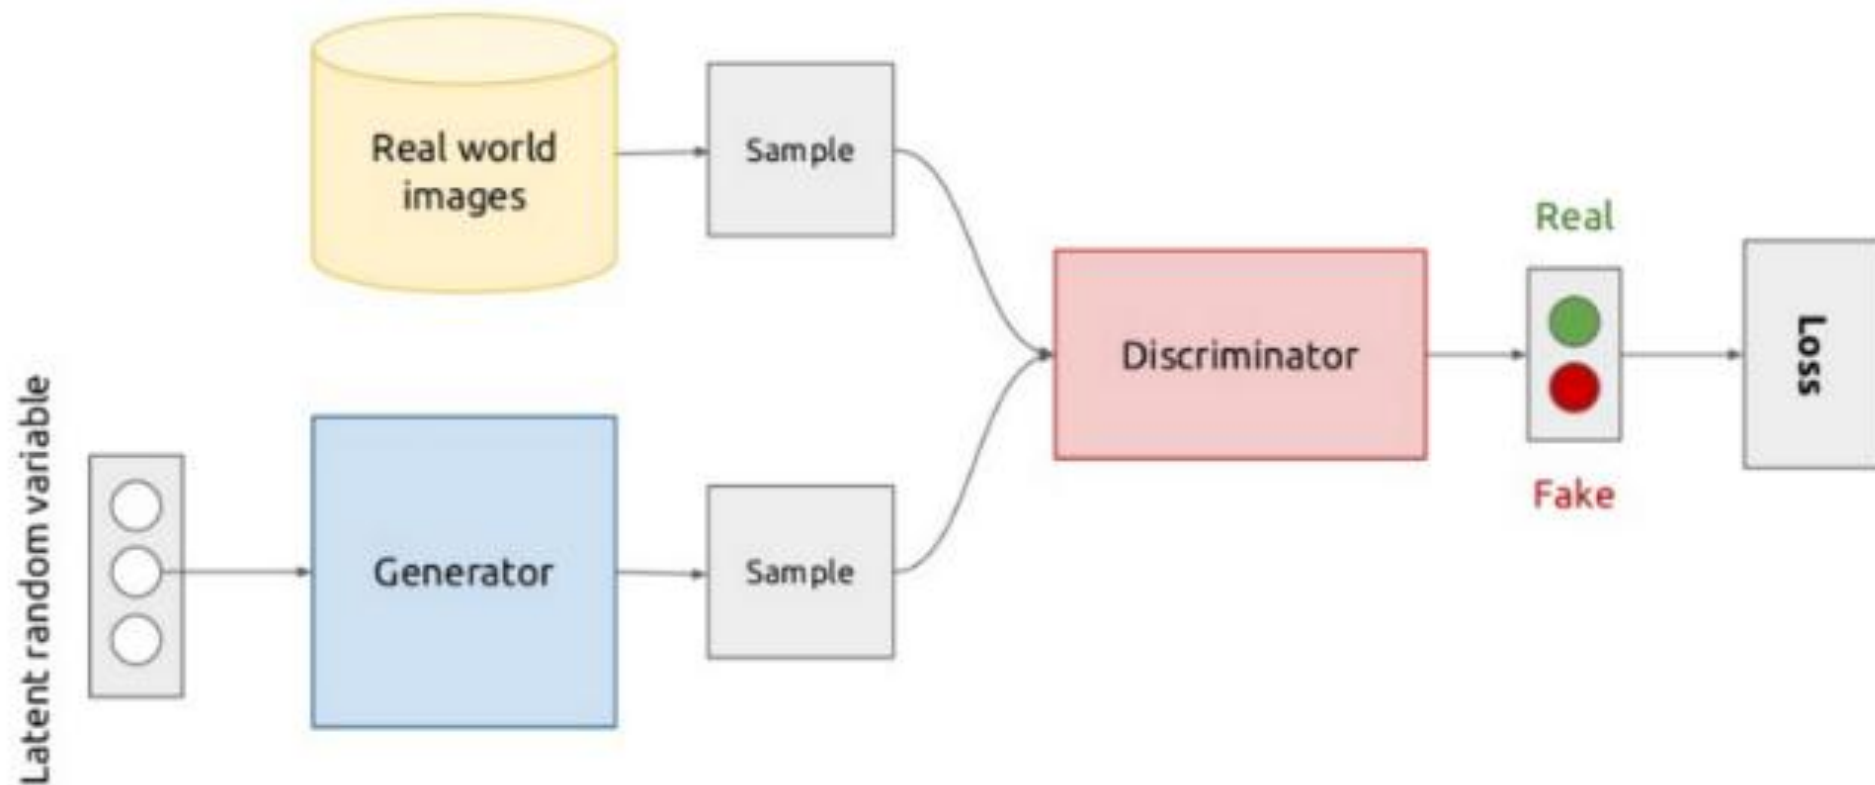 Real world
images
Sample
Latent random variable
Generator
Sample
Discriminator
Real
Fake
Loss